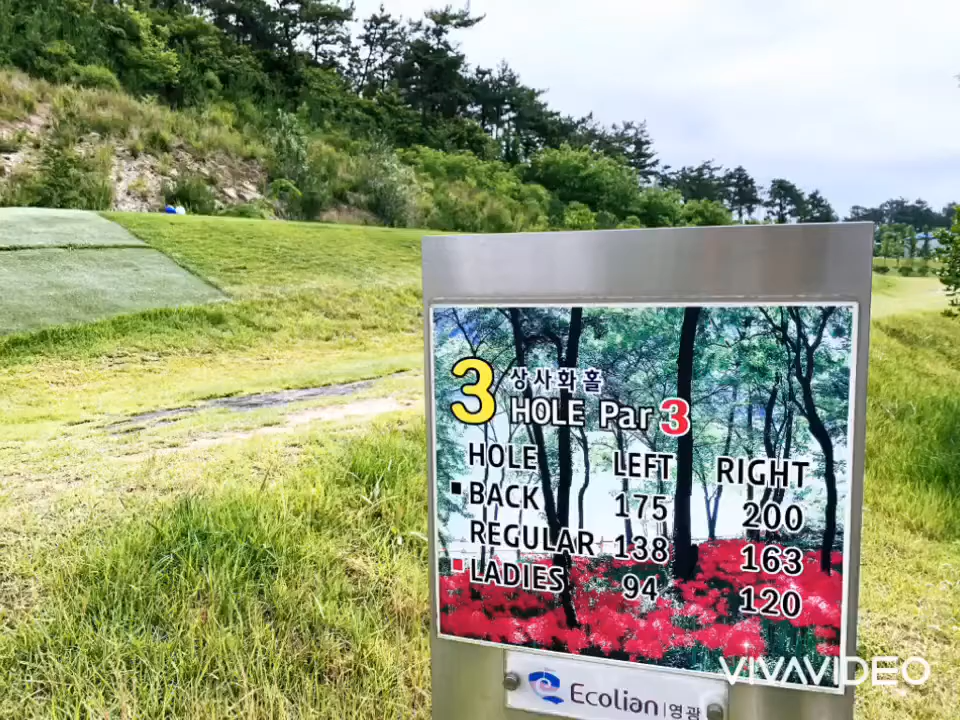 3 상사화홀
HOLE Par 3
HOLE LEFT RIGHT
BACK 175 200
REGULAR 138 163
LADIES 94 120
Ecolian | 영광
VIVAVIDEO